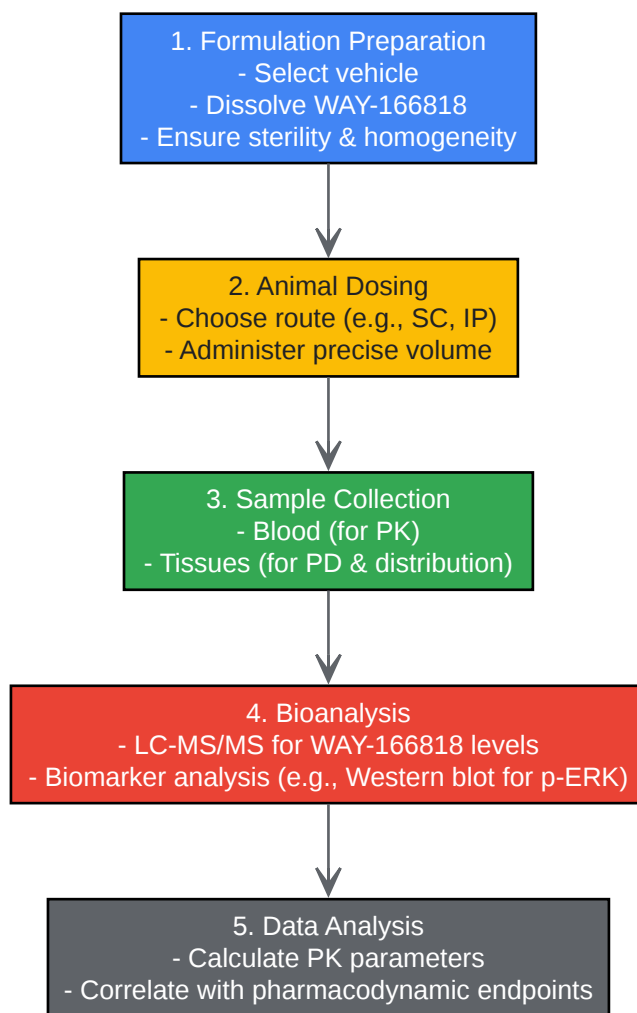 1. Formulation Preparation
- Select vehicle
- Dissolve WAY-166818
- Ensure sterility & homogeneity
2. Animal Dosing
- Choose route (e.g., SC, IP)
- Administer precise volume
3. Sample Collection
- Blood (for PK)
- Tissues (for PD & distribution)
4. Bioanalysis
- LC-MS/MS for WAY-166818 levels
- Biomarker analysis (e.g., Western blot for p-ERK)
5. Data Analysis
- Calculate PK parameters
- Correlate with pharmacodynamic endpoints